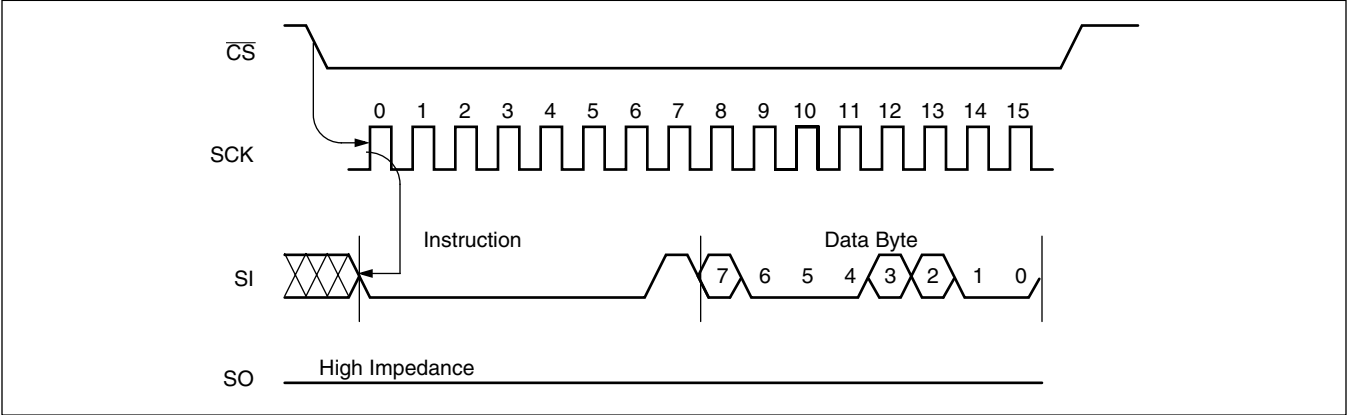 CS
0 1 2 3 4 5 6 7 8 9 10 11 12 13 14 15
SCK
Instruction Data Byte
SI 7 6 5 4 3 2 1 0
High Impedance
SO